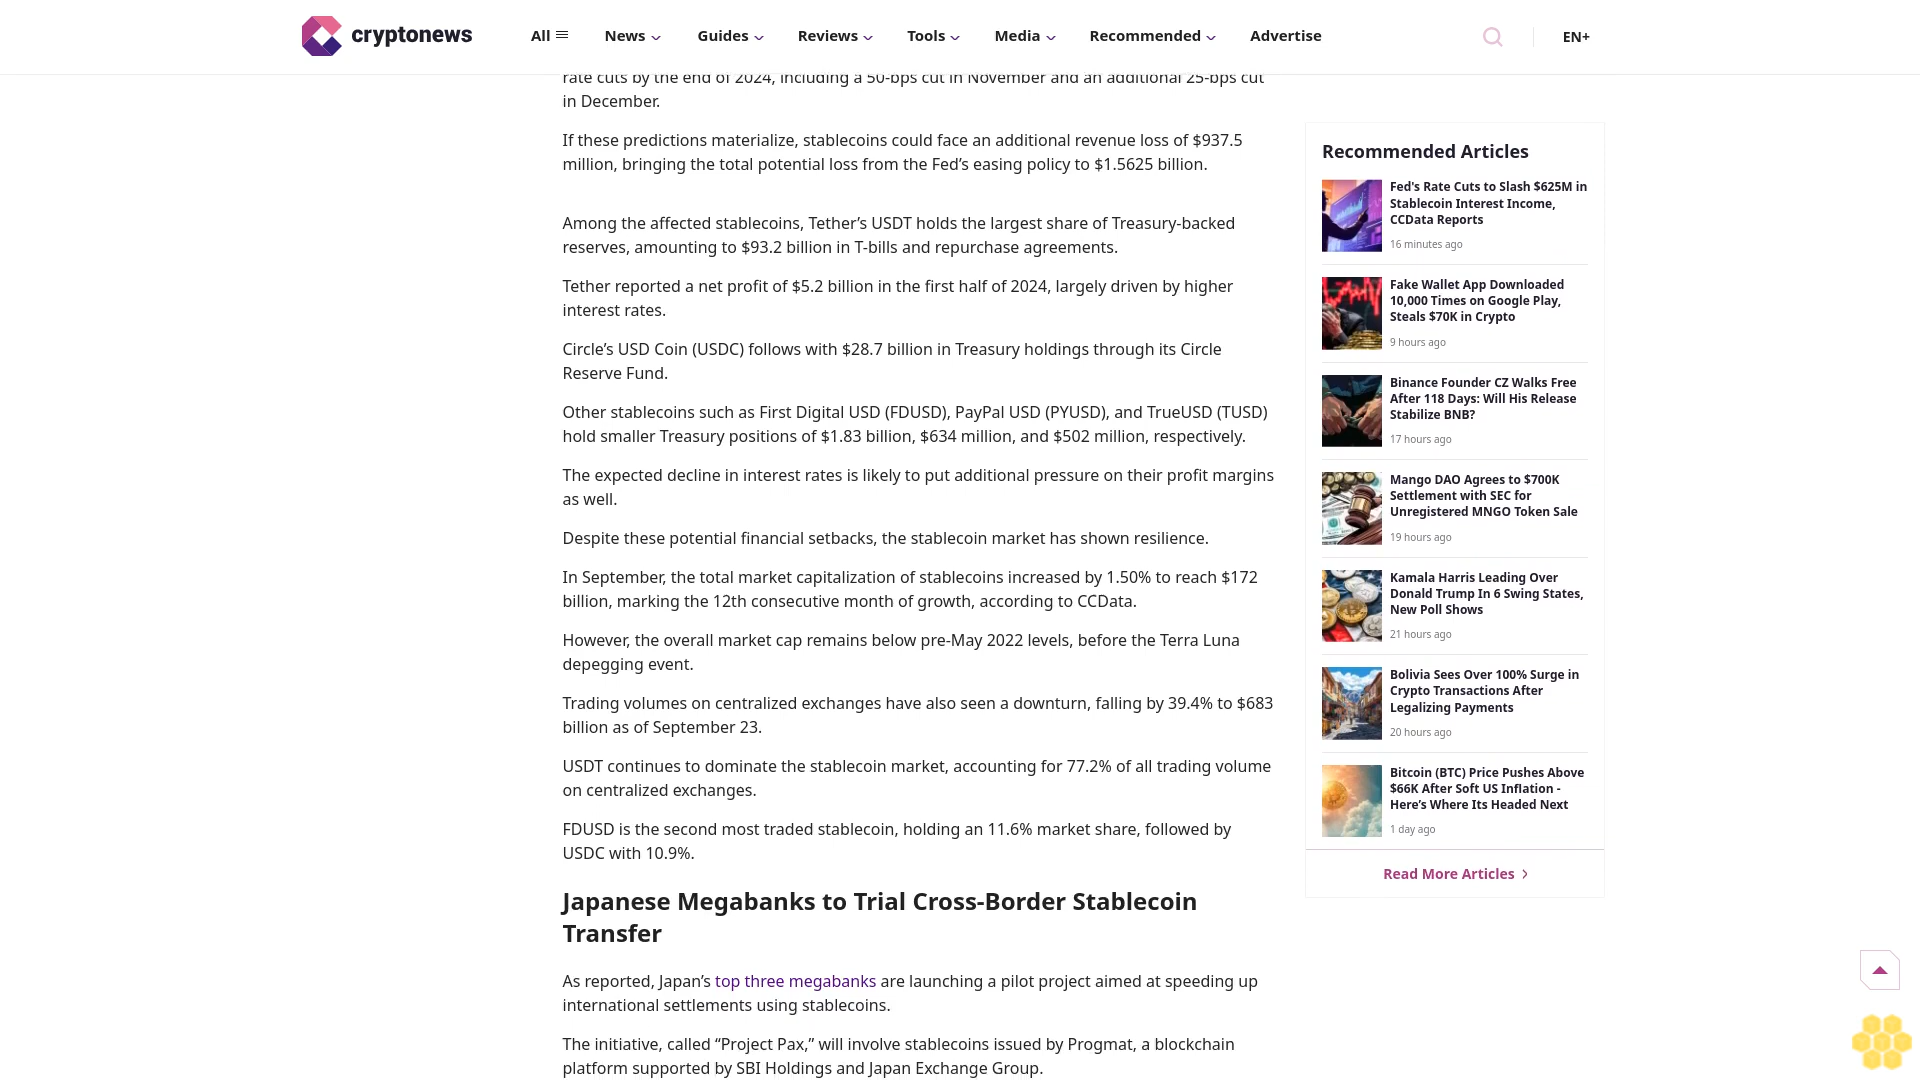 cryptonews
All
News
Guides
Reviews
Tools
Media
Recommended
Advertise
EN+
rate cuts by the end of 2024, including a 50-bps cut in November and an additional 25-bps cut
in December.
If these predictions materialize, stablecoins could face an additional revenue loss of $937.5
million, bringing the total potential loss from the Fed’s easing policy to $1.5625 billion.
Among the affected stablecoins, Tether’s USDT holds the largest share of Treasury-backed
reserves, amounting to $93.2 billion in T-bills and repurchase agreements.
Tether reported a net profit of $5.2 billion in the first half of 2024, largely driven by higher
interest rates.
Circle’s USD Coin (USDC) follows with $28.7 billion in Treasury holdings through its Circle
Reserve Fund.
Other stablecoins such as First Digital USD (FDUSD), PayPal USD (PYUSD), and TrueUSD (TUSD)
hold smaller Treasury positions of $1.83 billion, $634 million, and $502 million, respectively.
The expected decline in interest rates is likely to put additional pressure on their profit margins
as well.
Despite these potential financial setbacks, the stablecoin market has shown resilience.
In September, the total market capitalization of stablecoins increased by 1.50% to reach $172
billion, marking the 12th consecutive month of growth, according to CCData.
However, the overall market cap remains below pre-May 2022 levels, before the Terra Luna
depegging event.
Trading volumes on centralized exchanges have also seen a downturn, falling by 39.4% to $683
billion as of September 23.
USDT continues to dominate the stablecoin market, accounting for 77.2% of all trading volume
on centralized exchanges.
FDUSD is the second most traded stablecoin, holding an 11.6% market share, followed by
USDC with 10.9%.
Japanese Megabanks to Trial Cross-Border Stablecoin
Transfer
As reported, Japan’s top three megabanks are launching a pilot project aimed at speeding up
international settlements using stablecoins.
The initiative, called “Project Pax,” will involve stablecoins issued by Progmat, a blockchain
platform supported by SBI Holdings and Japan Exchange Group.
Recommended Articles
Fed's Rate Cuts to Slash $625M in
Stablecoin Interest Income,
CCData Reports
16 minutes ago
Fake Wallet App Downloaded
10,000 Times on Google Play,
Steals $70K in Crypto
9 hours ago
Binance Founder CZ Walks Free
After 118 Days: Will His Release
Stabilize BNB?
17 hours ago
Mango DAO Agrees to $700K
Settlement with SEC for
Unregistered MNGO Token Sale
19 hours ago
Kamala Harris Leading Over
Donald Trump In 6 Swing States,
New Poll Shows
21 hours ago
Bolivia Sees Over 100% Surge in
Crypto Transactions After
Legalizing Payments
20 hours ago
Bitcoin (BTC) Price Pushes Above
$66K After Soft US Inflation -
Here’s Where Its Headed Next
1 day ago
Read More Articles